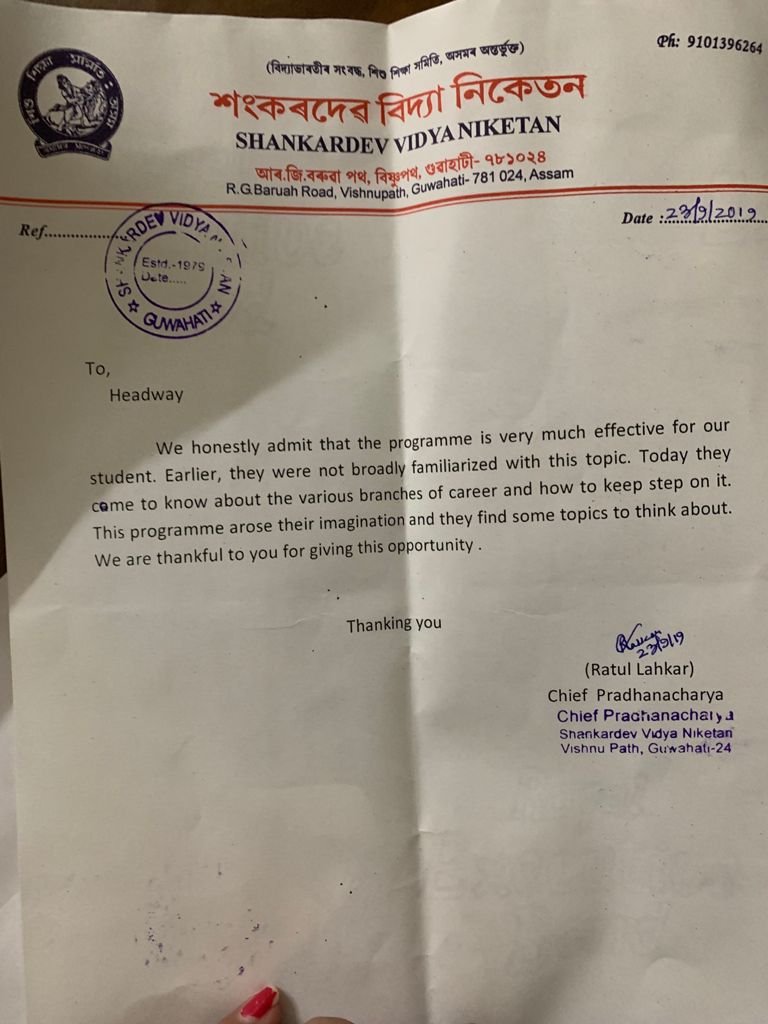 Ph: 9101396264
(বিদ্যাভাৰতীৰ সংবদ্ধ, শিশু শিক্ষা সমিতি, অসমৰ অন্তৰ্ভূক্ত)
শংকৰদেৱ বিদ্যা নিকেতন
SHANKARDEV VIDYA NIKETAN
আৰ.জি.বৰুৱা পথ, বিষ্ণুপথ, গুৱাহাটী- ৭৮১০২৪
R.G.Baruah Road, Vishnupath, Guwahati- 781 024, Assam
Ref..................
Date : 23/9/2019
Estd.-1979
Date.....
GUWAHATI
To,
Headway
We honestly admit that the programme is very much effective for our
student. Earlier, they were not broadly familiarized with this topic. Today they
come to know about the various branches of career and how to keep step on it.
This programme arose their imagination and they find some topics to think about.
We are thankful to you for giving this opportunity .
Thanking you
23/9/19
(Ratul Lahkar)
Chief Pradhanacharya
Chief Pradhanacharya
Shankardev Vidya Niketan
Vishnu Path, Guwahati-24